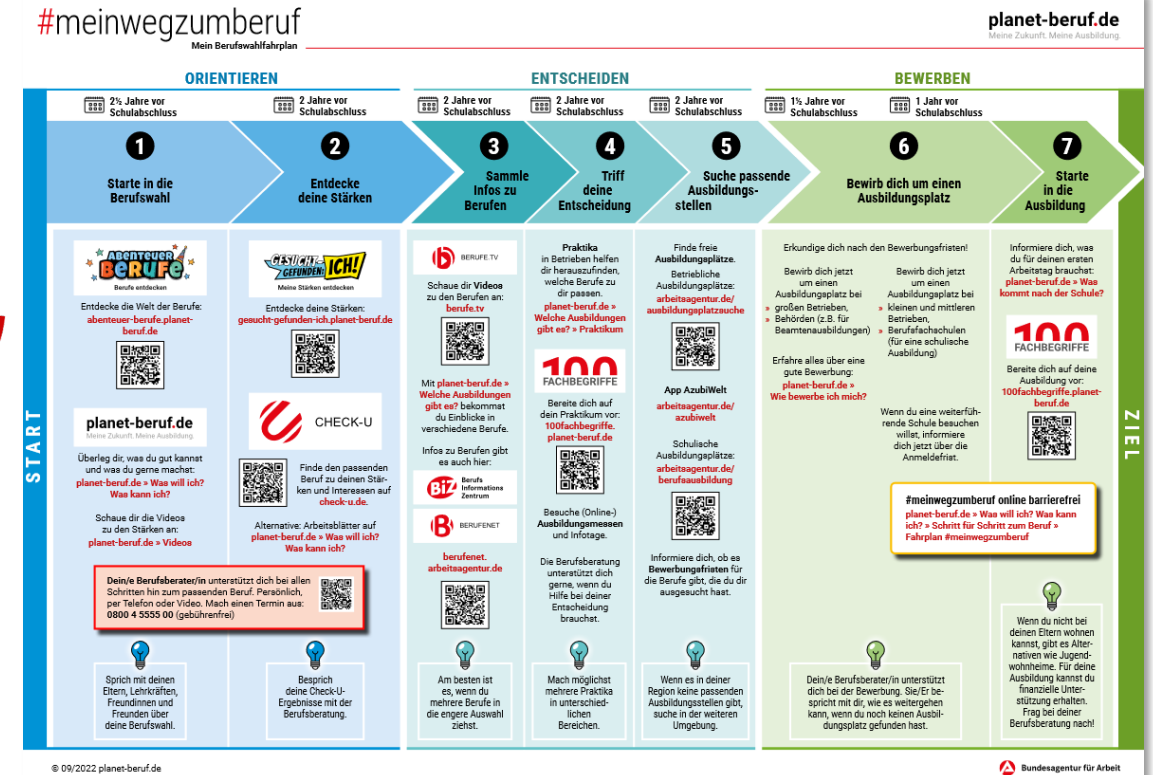 #meinwegzumberuf
Mein Berufswahlfahrplan
planet-beruf.de
Meine Zukunft. Meine Ausbildung.
ORIENTIEREN
ENTSCHEIDEN
BEWERBEN
2½ Jahre vor
Schulabschluss
2 Jahre vor
Schulabschluss
2 Jahre vor
Schulabschluss
2 Jahre vor
Schulabschluss
2 Jahre vor
Schulabschluss
1½ Jahre vor
Schulabschluss
1 Jahr vor
Schulabschluss
START
1
Starte in die
Berufswahl
2
Entdecke
deine Stärken
3
Sammle
Infos zu
Berufen
4
Triff
deine
Entscheidung
5
Suche passende
Ausbildungs-
stellen
6
Bewirb dich um einen
Ausbildungsplatz
7
Starte
in die
Ausbildung
ZIEL
ABENTEUER
BERUFE
Berufe entdecken
Entdecke die Welt der Berufe:
abenteuer-berufe.planet-
beruf.de
planet-beruf.de
Meine Zukunft. Meine Ausbildung.
Überleg dir, was du gut kannst
und was du gerne machst:
planet-beruf.de » Was will ich?
Was kann ich?
Schaue dir die Videos
zu den Stärken an:
planet-beruf.de » Videos
GESUCHT-
GEFUNDEN: ICH!
Meine Stärken entdecken
Entdecke deine Stärken:
gesucht-gefunden-ich.planet-beruf.de
CHECK-U
Finde den passenden
Beruf zu deinen Stär-
ken und Interessen auf
check-u.de.
Alternative: Arbeitsblätter auf
planet-beruf.de » Was will ich?
Was kann ich?
Dein/e Berufsberater/in unterstützt dich bei allen
Schritten hin zum passenden Beruf. Persönlich,
per Telefon oder Video. Mach einen Termin aus:
0800 4 5555 00 (gebührenfrei)
Sprich mit deinen
Eltern, Lehrkräften,
Freundinnen und
Freunden über
deine Berufswahl.
Besprich
deine Check-U-
Ergebnisse mit der
Berufsberatung.
BERUFE.TV
Schaue dir Videos
zu den Berufen an:
berufe.tv
Mit planet-beruf.de »
Welche Ausbildungen
gibt es? bekommst
du Einblicke in
verschiedene Berufe.
Infos zu Berufen gibt
es auch hier:
BiZ
Berufs
Informations
Zentrum
BERUFENET
berufenet.
arbeitsagentur.de
Am besten ist
es, wenn du
mehrere Berufe in
die engere Auswahl
ziehst.
Praktika
in Betrieben helfen
dir herauszufinden,
welche Berufe zu
dir passen.
planet-beruf.de »
Welche Ausbildungen
gibt es? » Praktikum
100
FACHBEGRIFFE
Bereite dich auf
dein Praktikum vor:
100fachbegriffe.
planet-beruf.de
Besuche (Online-)
Ausbildungsmessen
und Infotage.
Die Berufsberatung
unterstützt dich
gerne, wenn du
Hilfe bei deiner
Entscheidung
brauchst.
Mach möglichst
mehrere Praktika
in unterschied-
lichen
Bereichen.
Finde freie
Ausbildungsplätze.
Betriebliche
Ausbildungsplätze:
arbeitsagentur.de/
ausbildungsplatzsuche
App AzubiWelt
arbeitsagentur.de/
azubiwelt
Schulische
Ausbildungsplätze:
arbeitsagentur.de/
berufsausbildung
Informiere dich, ob es
Bewerbungsfristen für
die Berufe gibt, die du dir
ausgesucht hast.
Wenn es in deiner
Region keine passenden
Ausbildungsstellen gibt,
suche in der weiteren
Umgebung.
Erkundige dich nach den Bewerbungsfristen!
Bewirb dich jetzt
um einen
Ausbildungsplatz bei
» großen Betrieben,
» Behörden (z.B. für
Beamtenausbildungen)
Erfahre alles über eine
gute Bewerbung:
planet-beruf.de »
Wie bewerbe ich mich?
Bewirb dich jetzt
um einen
Ausbildungsplatz bei
» kleinen und mittleren
Betrieben,
» Berufsfachschulen
(für eine schulische
Ausbildung)
Wenn du eine weiterfüh-
rende Schule besuchen
willst, informiere
dich jetzt über die
Anmeldefrist.
Informiere dich, was
du für deinen ersten
Arbeitstag brauchst:
planet-beruf.de » Was
kommt nach der Schule?
100
FACHBEGRIFFE
Bereite dich auf deine
Ausbildung vor:
100fachbegriffe.planet-
beruf.de
#meinwegzumberuf online barrierefrei
planet-beruf.de » Was will ich? Was kann
ich? » Schritt für Schritt zum Beruf »
Fahrplan #meinwegzumberuf
Dein/e Berufsberater/in unterstützt
dich bei der Bewerbung. Sie/Er be-
spricht mit dir, wie es weitergehen
kann, wenn du noch keinen Ausbil-
dungsplatz gefunden hast.
Wenn du nicht bei
deinen Eltern wohnen
kannst, gibt es Alter-
nativen wie Jugend-
wohnheime. Für deine
Ausbildung kannst du
finanzielle Unter-
stützung erhalten.
Frag bei deiner
Berufsberatung nach!
© 09/2022 planet-beruf.de
Bundesagentur für Arbeit